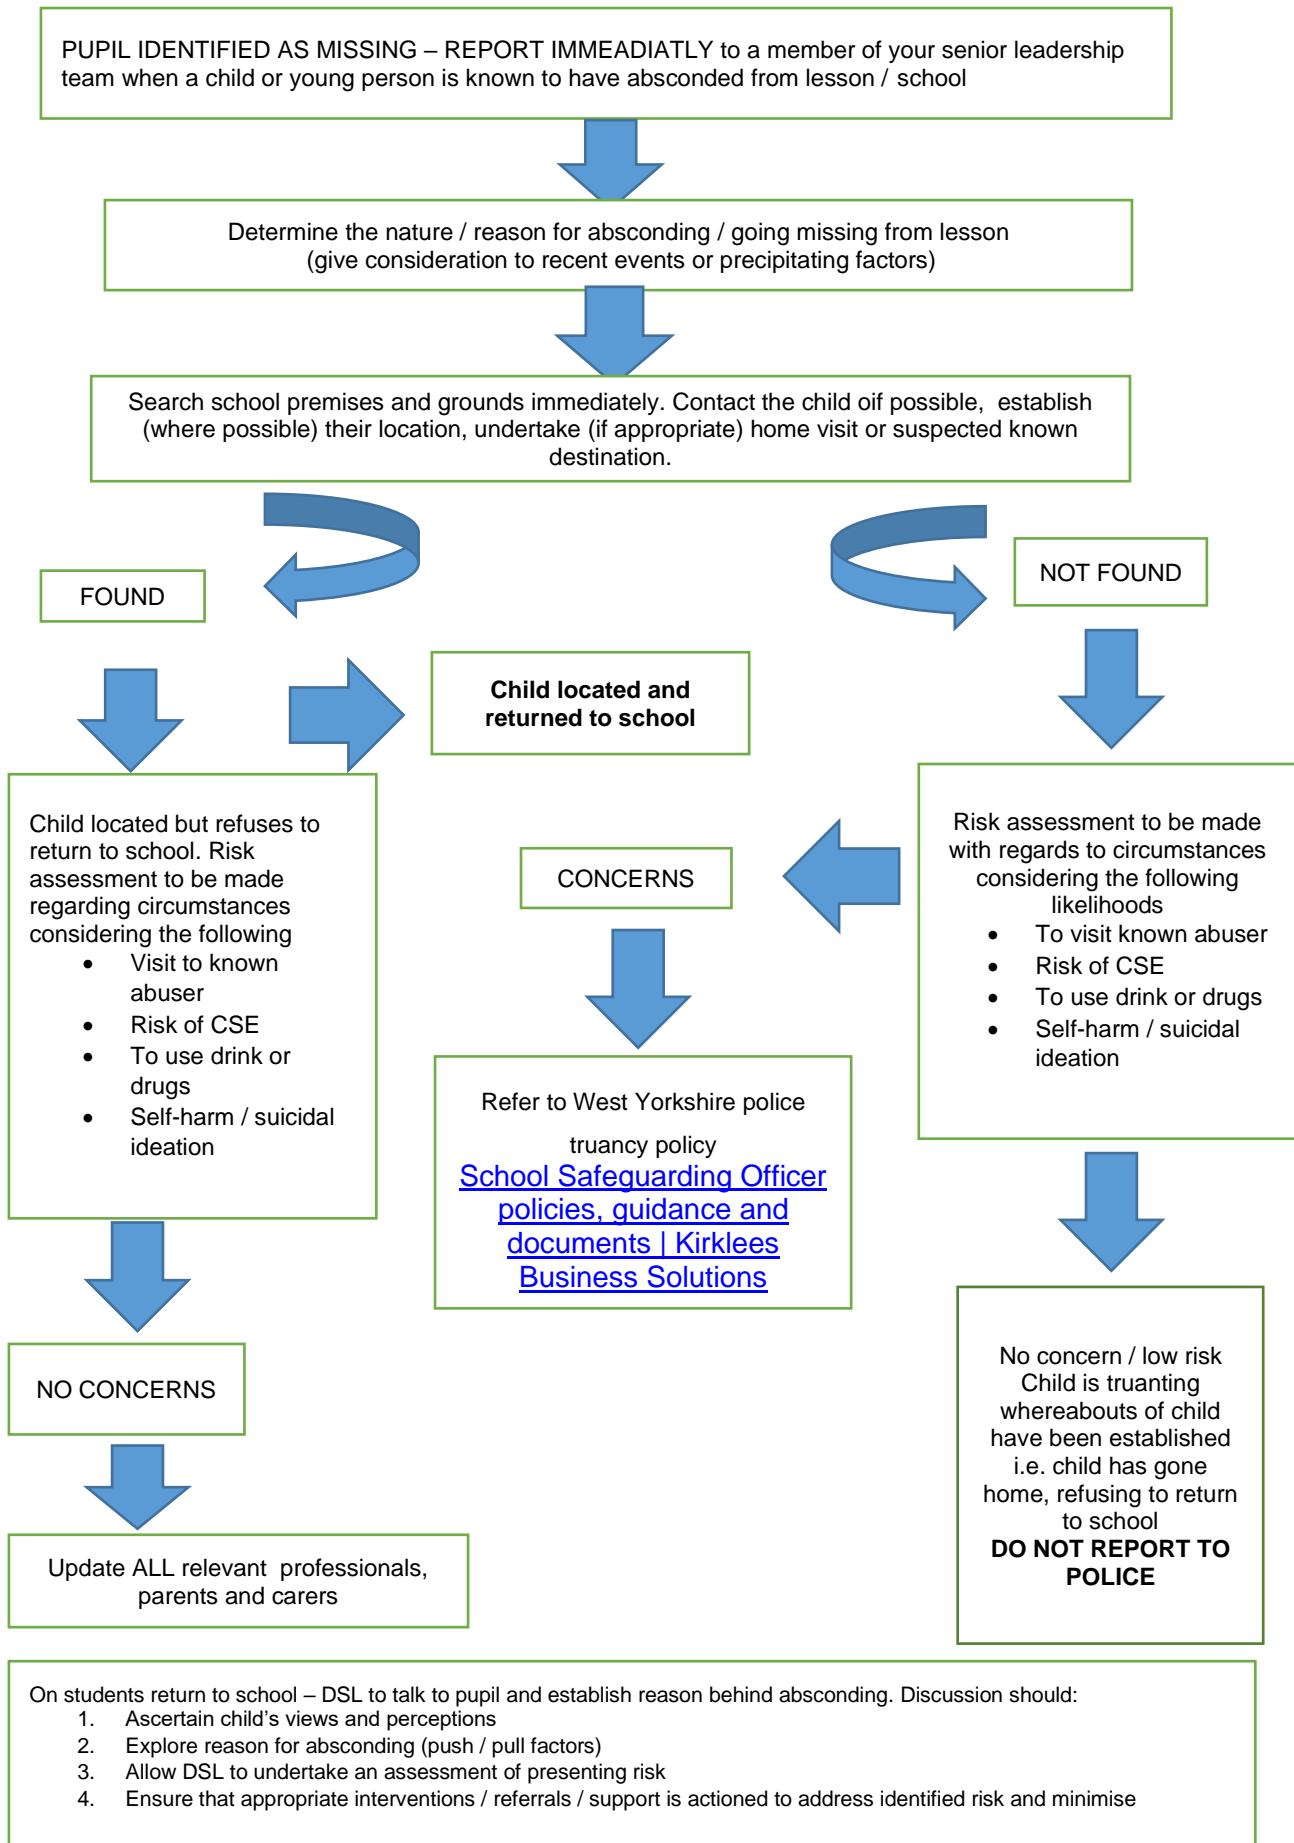 PUPIL IDENTIFIED AS MISSING – REPORT IMMEADIATLY to a member of your senior leadership
team when a child or young person is known to have absconded from lesson / school
Determine the nature / reason for absconding / going missing from lesson
(give consideration to recent events or precipitating factors)
Search school premises and grounds immediately. Contact the child oif possible, establish
(where possible) their location, undertake (if appropriate) home visit or suspected known
destination.
FOUND
NOT FOUND
Child located and
returned to school
Child located but refuses to
return to school. Risk
assessment to be made
regarding circumstances
considering the following
• Visit to known
abuser
• Risk of CSE
• To use drink or
drugs
• Self-harm / suicidal
ideation
CONCERNS
Risk assessment to be made
with regards to circumstances
considering the following
likelihoods
• To visit known abuser
• Risk of CSE
• To use drink or drugs
• Self-harm / suicidal
ideation
Refer to West Yorkshire police
truancy policy
School Safeguarding Officer
policies, guidance and
documents | Kirklees
Business Solutions
NO CONCERNS
No concern / low risk
Child is truanting
whereabouts of child
have been established
i.e. child has gone
home, refusing to return
to school
DO NOT REPORT TO
POLICE
Update ALL relevant professionals,
parents and carers
On students return to school – DSL to talk to pupil and establish reason behind absconding. Discussion should:
1. Ascertain child’s views and perceptions
2. Explore reason for absconding (push / pull factors)
3. Allow DSL to undertake an assessment of presenting risk
4. Ensure that appropriate interventions / referrals / support is actioned to address identified risk and minimise